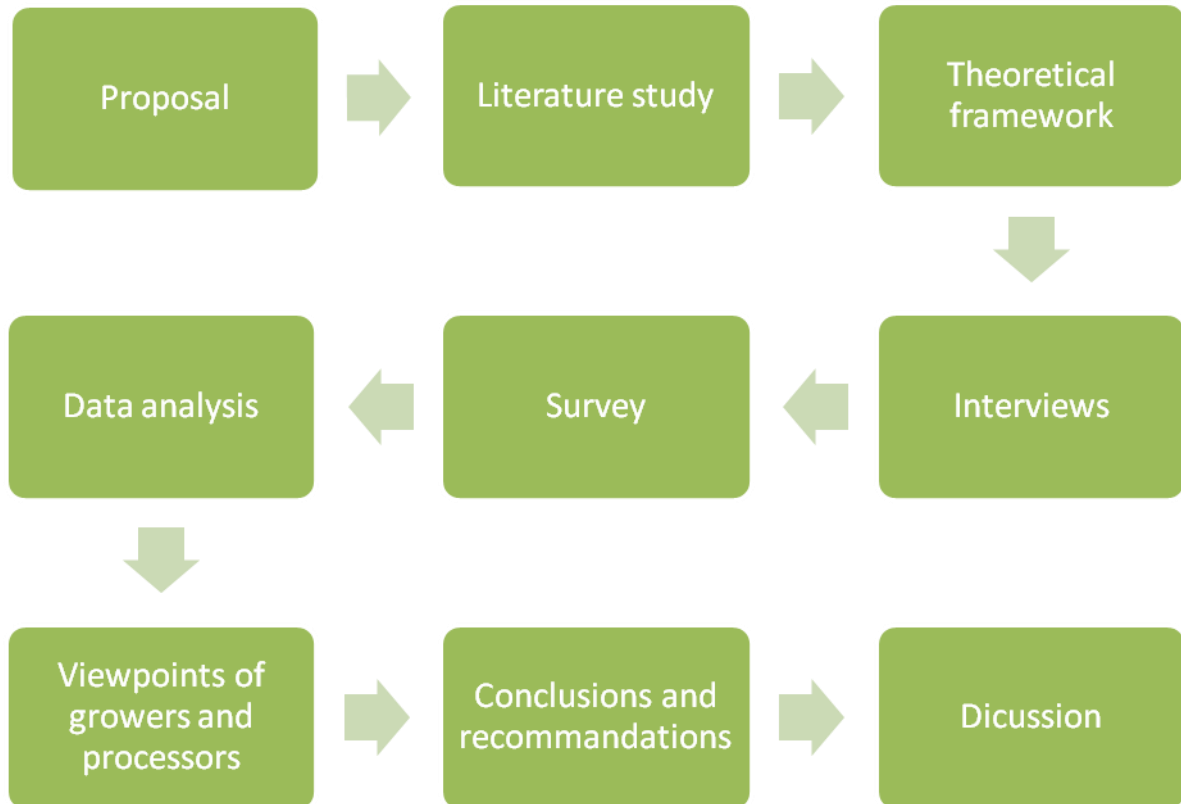 Proposal
Literature study
Theoretical
framework
Interviews
Survey
Data analysis
Viewpoints of
growers and
processors
Conclusions and
recommandations
Dicussion